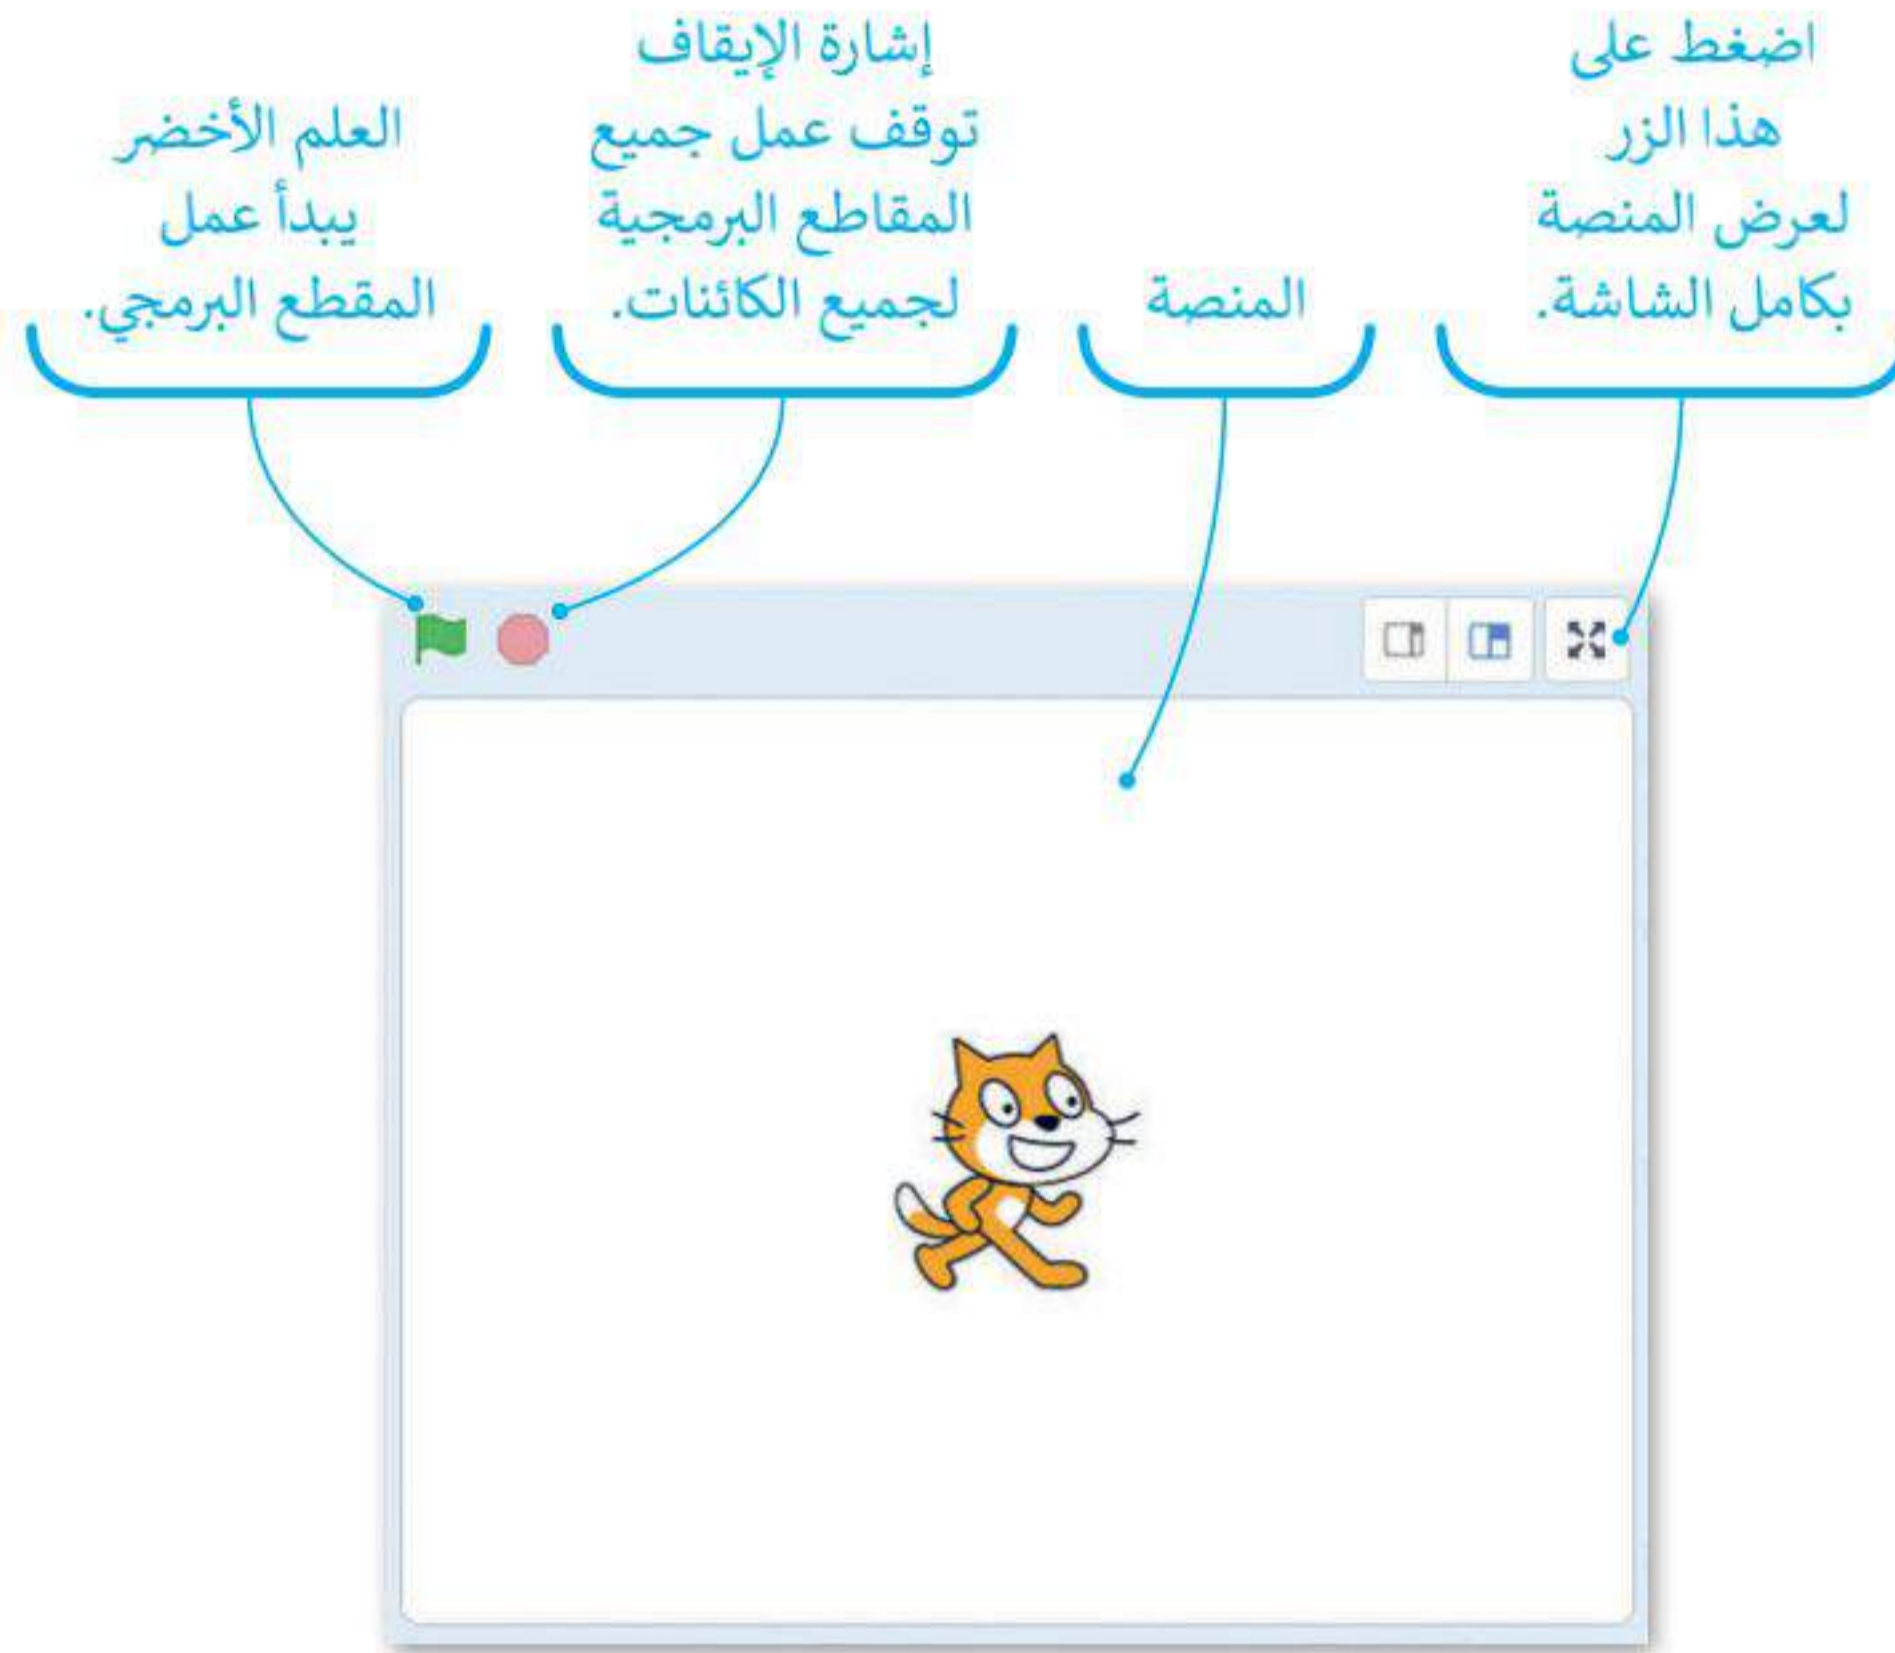 اضغط على
هذا الزر
لعرض المنصة
بكامل الشاشة.
المنصة
إشارة الإيقاف
توقف عمل جميع
المقاطع البرمجية
لجميع الكائنات.
العلم الأخضر
يبدأ عمل
المقطع البرمجي.